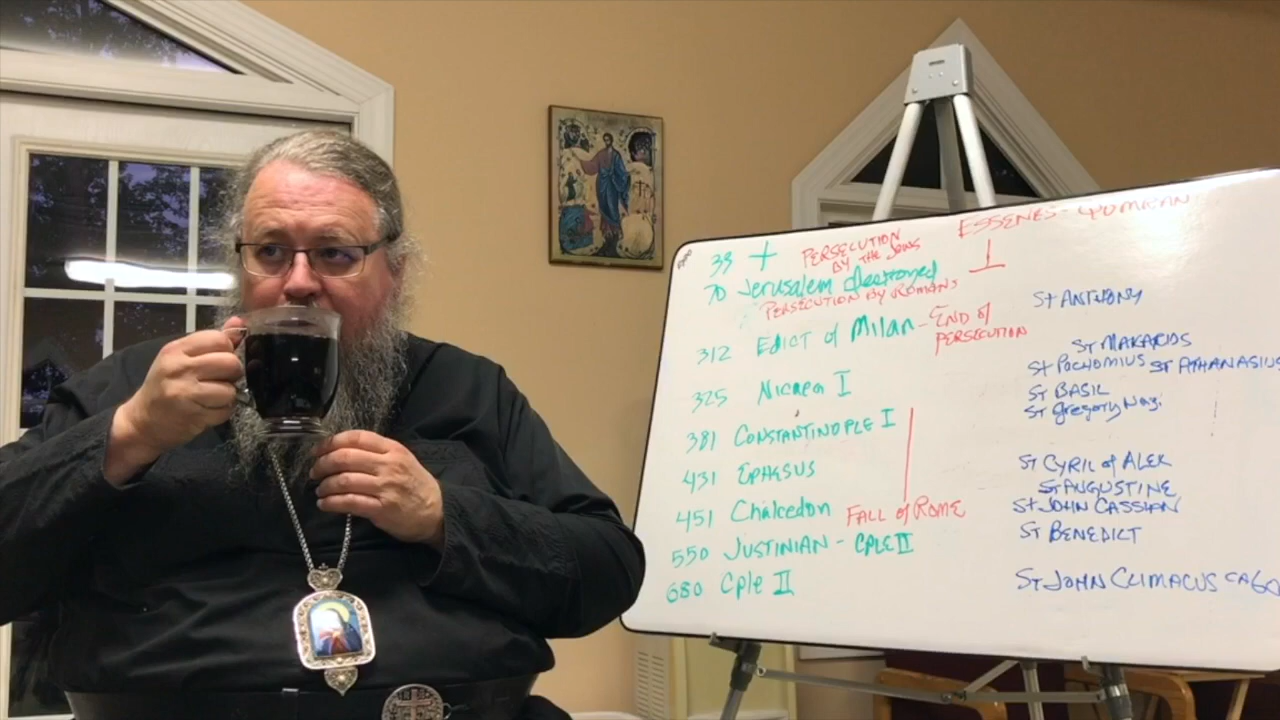 33 + PERSECUTION BY THE JEWS
ESSENES - QUMRAN
70 Jerusalem destroyed
PERSECUTION BY ROMANS
St ANTHONY
312 EDICT of Milan - END of PERSECUTION
St MAKARIOS
St POCHOMIUS St ATHANASIUS
325 Nicaea I
St BASIL
St Gregory Nazi
381 CONSTANTINOPLE I
431 EPHESUS
St CYRIL of ALEX
St AUGUSTINE
451 Chalcedon FALL of ROME
St JOHN CASSIAN
550 JUSTINIAN - CPLE II
St BENEDICT
680 Cple II
St JOHN CLIMACUS CA 60